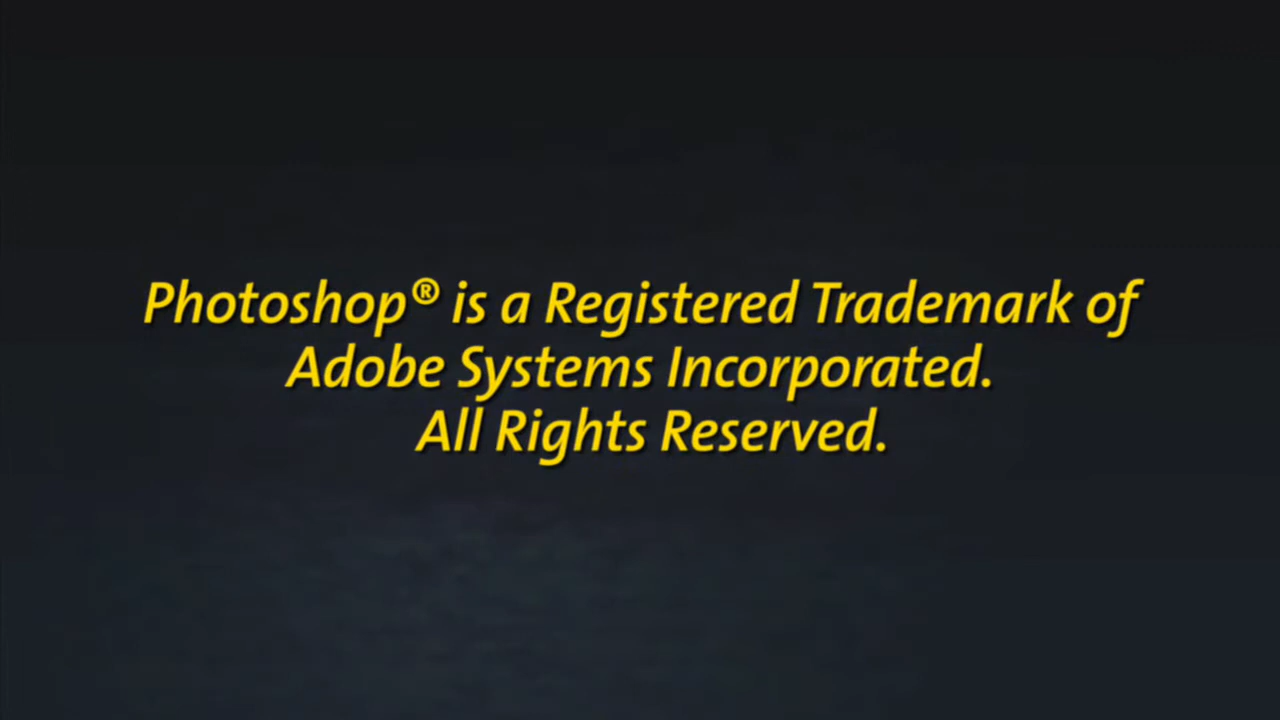 Photoshop® is a Registered Trademark of
Adobe Systems Incorporated.
All Rights Reserved.